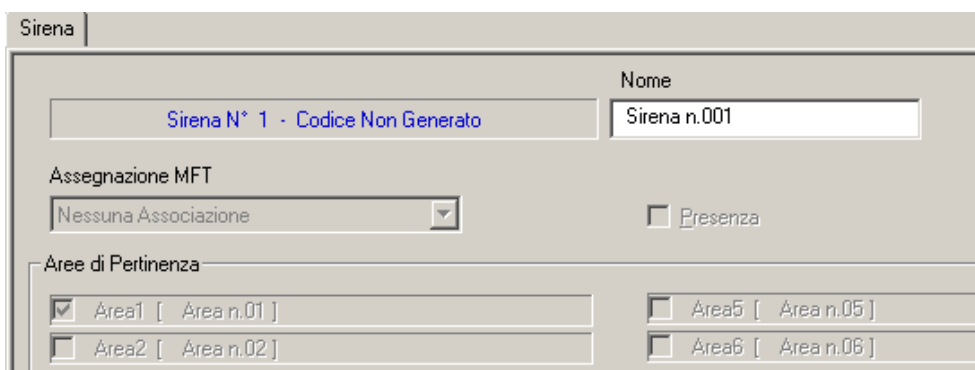 Sirena
Nome
Sirena N° 1 - Codice Non Generato
Sirena n.001
Assegnazione MFT
Nessuna Associazione
Presenza
Aree di Pertinenza
Area1 [ Area n.01 ]
Area5 [ Area n.05 ]
Area2 [ Area n.02 ]
Area6 [ Area n.06 ]